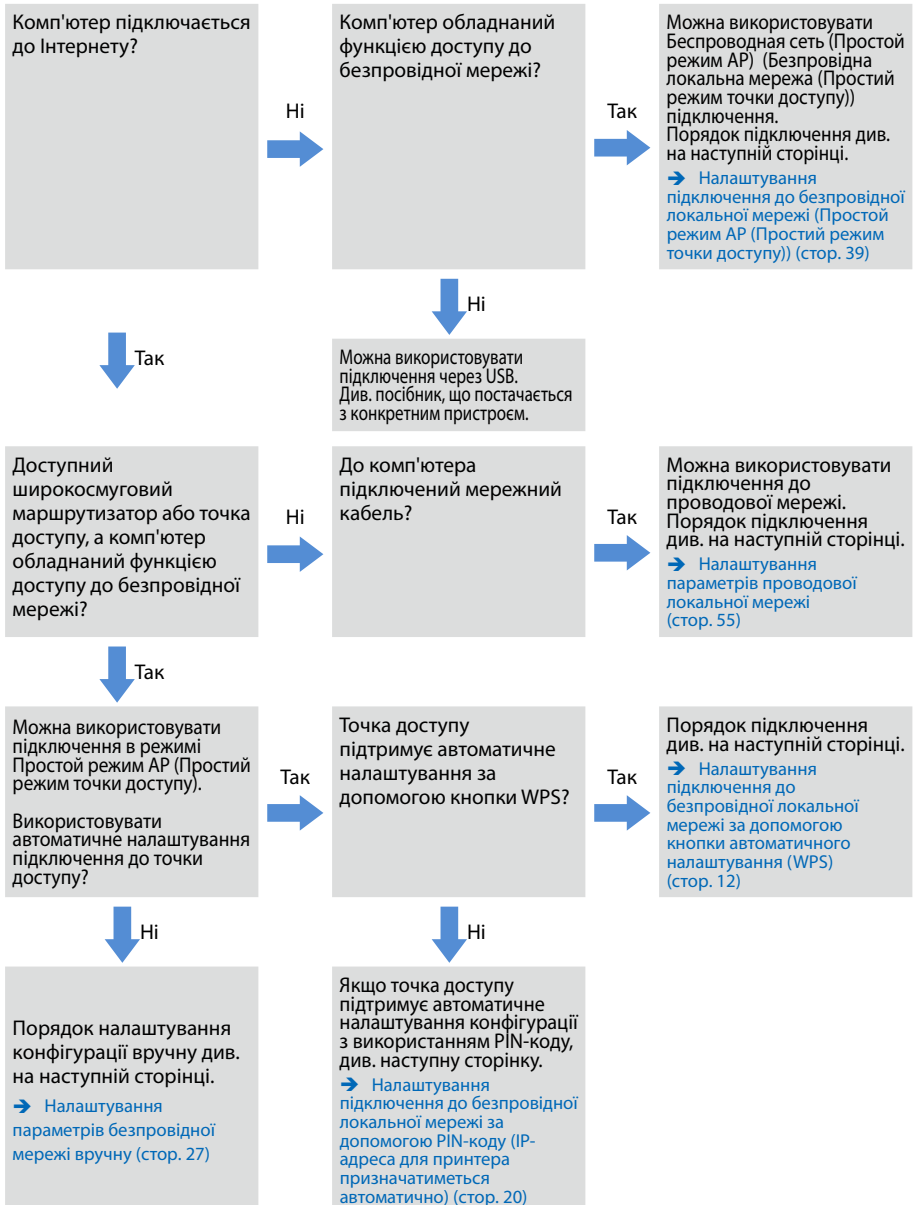 Комп'ютер підключається
до Інтернету?
Ні
Комп'ютер обладнаний
функцією доступу до
безпровідної мережі?
Так
Можна використовувати
Беспроводная сеть (Простой
режим AP)  (Безпровідна
локальна мережа (Простий
режим точки доступу))
підключення.
Порядок підключення див.
на наступній сторінці.
➔ Налаштування
підключення до безпровідної
локальної мережі (Простой
режим AP (Простий режим
точки доступу)) (стор. 39)
Так
Ні
Можна використовувати
підключення через USB.
Див. посібник, що постачається
з конкретним пристроєм.
Доступний
широкосмуговий
маршрутизатор або точка
доступу, а комп'ютер
обладнаний функцією
доступу до безпровідної
мережі?
Ні
До комп'ютера
підключений мережний
кабель?
Так
Можна використовувати
підключення до
проводової мережі.
Порядок підключення
див. на наступній сторінці.
➔ Налаштування
параметрів проводової
локальної мережі
(стор. 55)
Так
Можна використовувати
підключення в режимі
Простой режим AP (Простий
режим точки доступу).
Використовувати
автоматичне налаштування
підключення до точки
доступу?
Так
Точка доступу
підтримує автоматичне
налаштування за
допомогою кнопки WPS?
Так
Порядок підключення
див. на наступній сторінці.
➔ Налаштування
підключення до
безпровідної локальної
мережі за допомогою
кнопки автоматичного
налаштування (WPS)
(стор. 12)
Ні
Ні
Порядок налаштування
конфігурації вручну див.
на наступній сторінці.
➔ Налаштування
параметрів безпровідної
мережі вручну (стор. 27)
Якщо точка доступу
підтримує автоматичне
налаштування конфігурації
з використанням PIN-коду,
див. наступну сторінку.
➔ Налаштування
підключення до безпровідної
локальної мережі за
допомогою PIN-коду (IP-
адреса для принтера
призначатиметься
автоматично) (стор. 20)